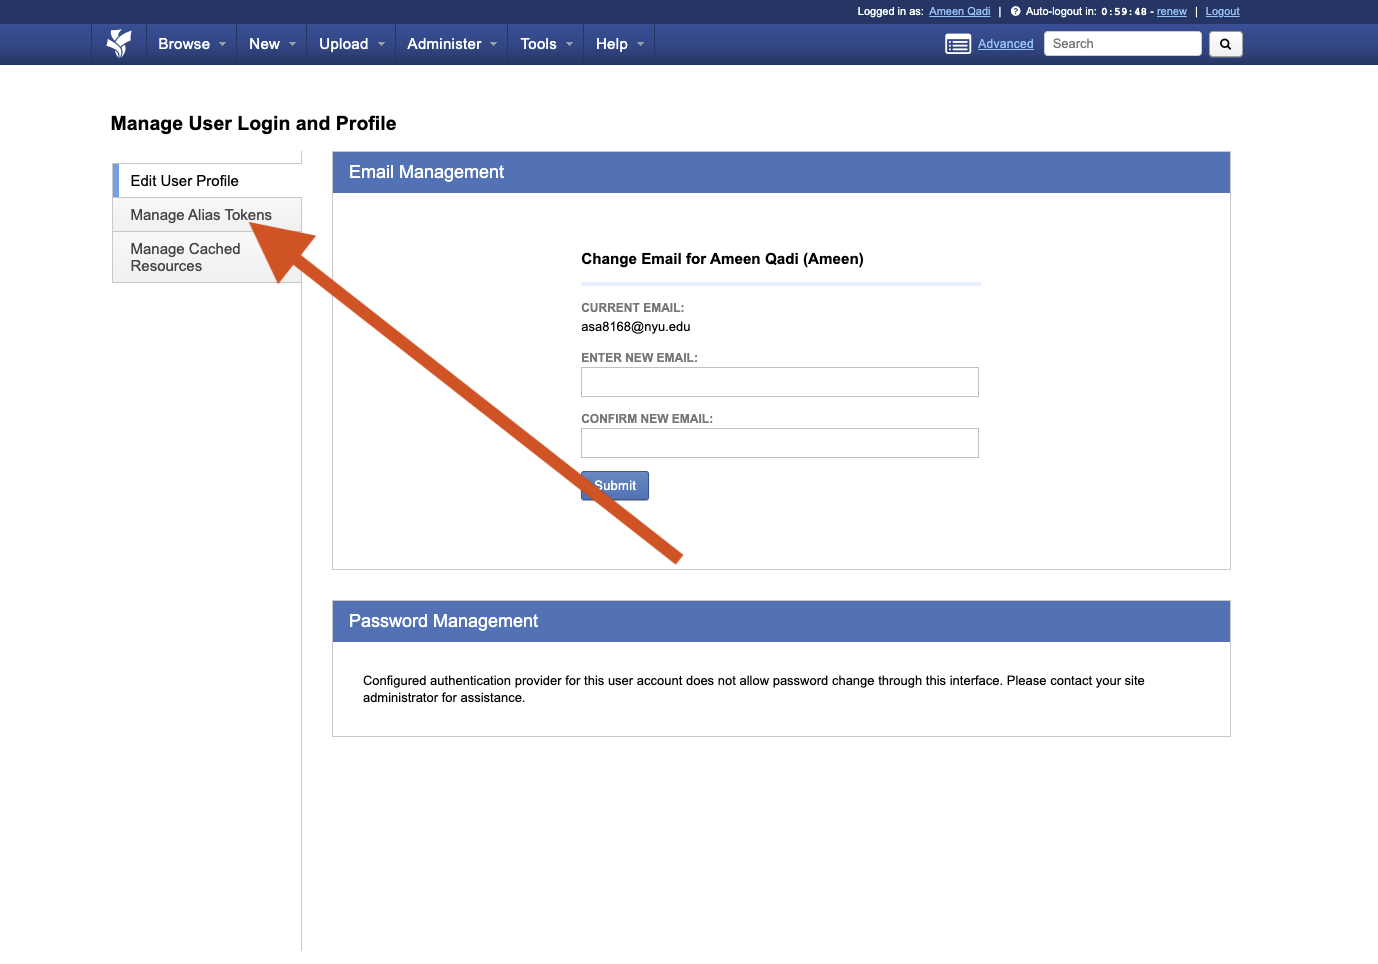 Logged in as: Ameen Qadi | Auto-logout in: 0:59:48 - renew | Logout
Browse New Upload Administer Tools Help Advanced Search
Manage User Login and Profile
Edit User Profile
Manage Alias Tokens
Manage Cached
Resources
Email Management
Change Email for Ameen Qadi (Ameen)
CURRENT EMAIL:
asa8168@nyu.edu
ENTER NEW EMAIL:
CONFIRM NEW EMAIL:
Submit
Password Management
Configured authentication provider for this user account does not allow password change through this interface. Please contact your site
administrator for assistance.